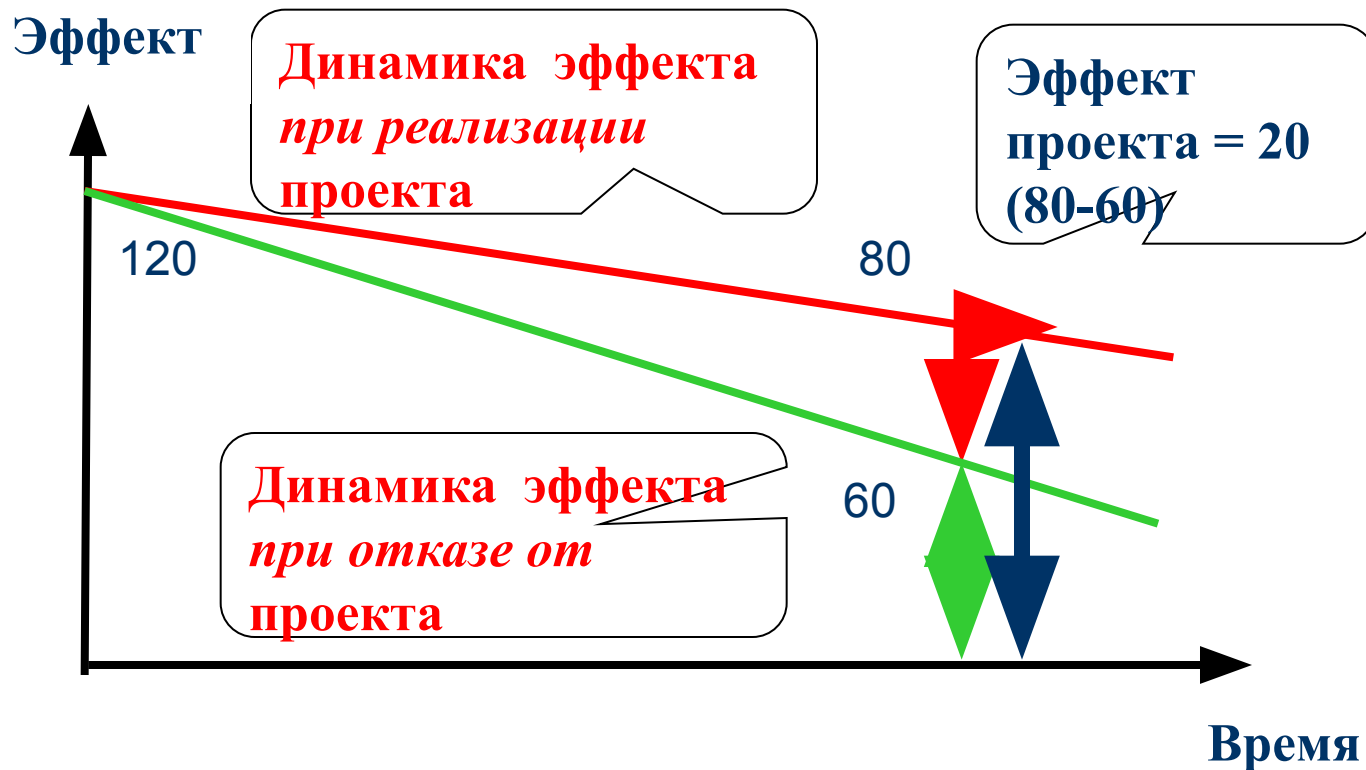 Эффект
Динамика эффекта
при реализации
проекта
Эффект
проекта = 20
(80-60)
120
80
Динамика эффекта
при отказе от
проекта
60
Время